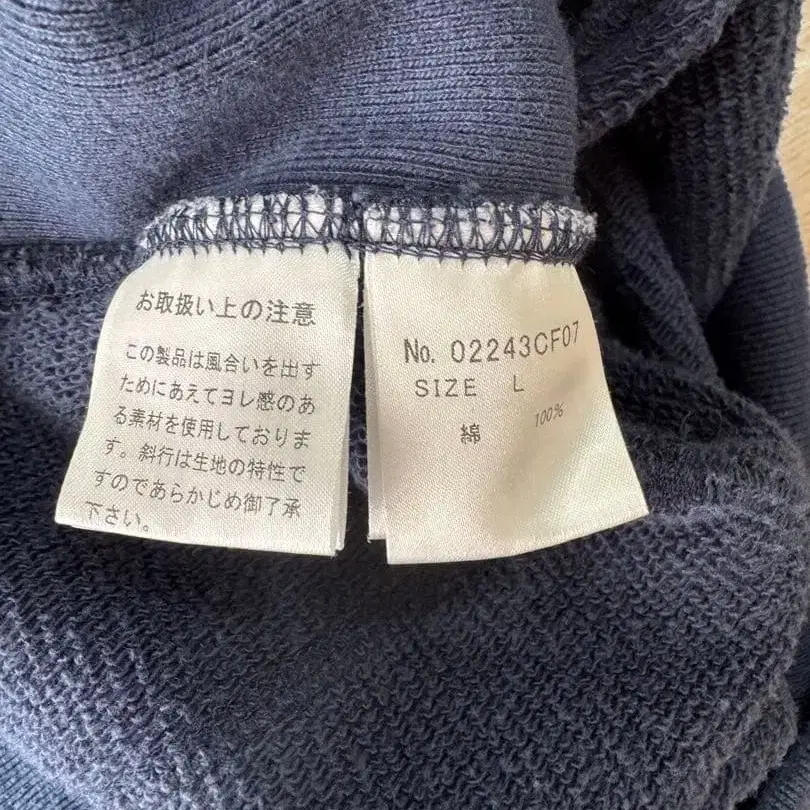 お取扱い上の注意
この製品は風合いを出す
ためにあえてヨレ感のあ
る素材を使用しておりま
す。斜行は生地の特性で
すのであらかじめ御了承
下さい。
No. 02243CF07
SIZE L
綿 100%